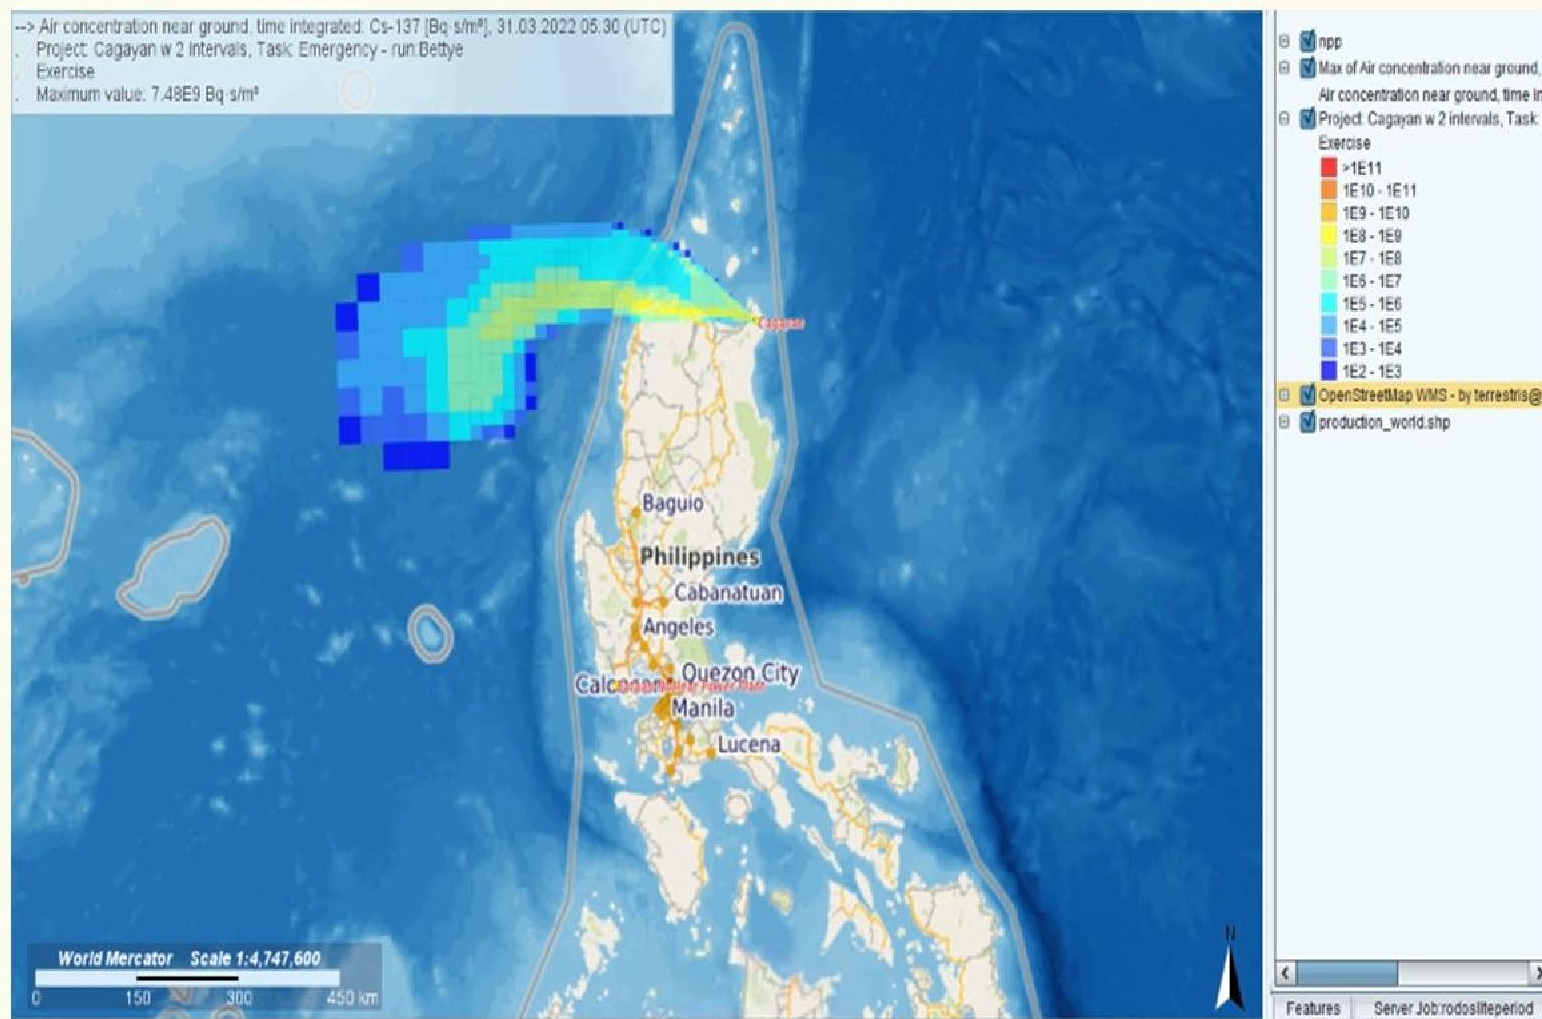 --> Air concentration near ground, time integrated: Cs-137 [Bq s/m³], 31.03.2022 05:30 (UTC)
. Project: Cagayan w 2 intervals, Task: Emergency - run:Bettye
. Exercise
. Maximum value: 7.48E9 Bq s/m³
npp
Max of Air concentration near ground,
Air concentration near ground, time in
Project: Cagayan w 2 intervals, Task:
Exercise
>1E11
1E10 - 1E11
1E9 - 1E10
1E8 - 1E9
1E7 - 1E8
1E6 - 1E7
1E5 - 1E6
1E4 - 1E5
1E3 - 1E4
1E2 - 1E3
OpenStreetMap WMS - by terrestris@
production_world.shp
Cagayan
Baguio
Philippines
Cabanatuan
Angeles
Quezon City
Nuclear Power Plant
Manila
Lucena
N
World Mercator Scale 1:4,747,600
0 150 300 450 km
Features Server Job:rodosliteperiod